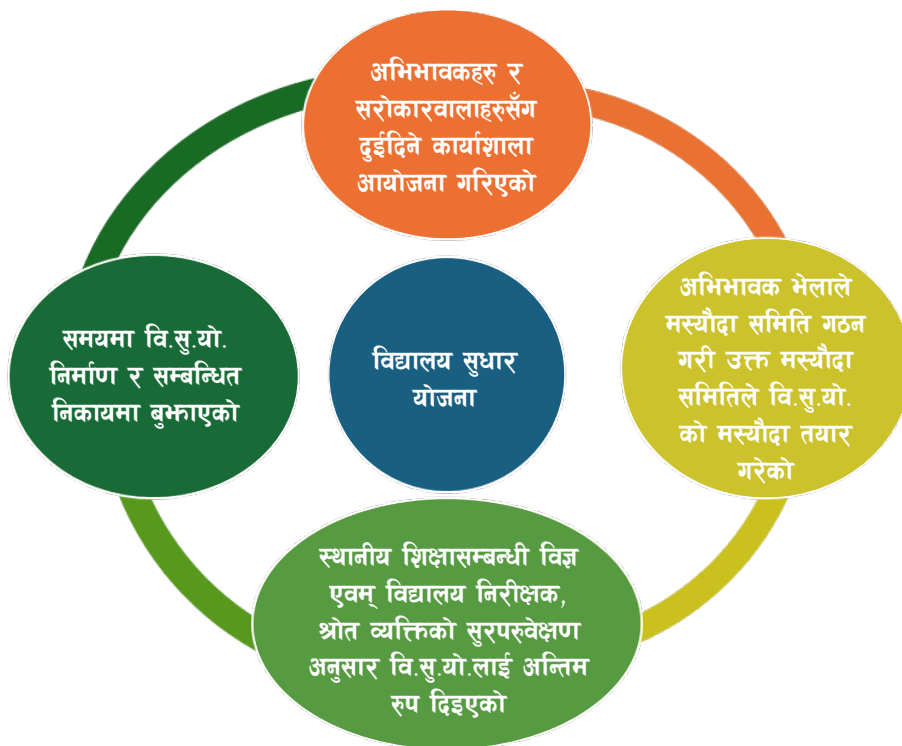 अभिभावकहरु र
सरोकारवालाहरुसँग
दुईदिने कार्याशाला
आयोजना गरिएको
अभिभावक भेलाले
मस्यौदा समिति गठन
गरी उक्त मस्यौदा
समितिले वि.सु.यो.
को मस्यौदा तयार
गरेको
स्थानीय शिक्षासम्बन्धी विज्ञ
एवम् विद्यालय निरीक्षक,
श्रोत व्यक्तिको सुरपरुवेक्षण
अनुसार वि.सु.यो.लाई अन्तिम
रुप दिइएको
समयमा वि.सु.यो.
निर्माण र सम्बन्धित
निकायमा बुझाएको
विद्यालय सुधार
योजना